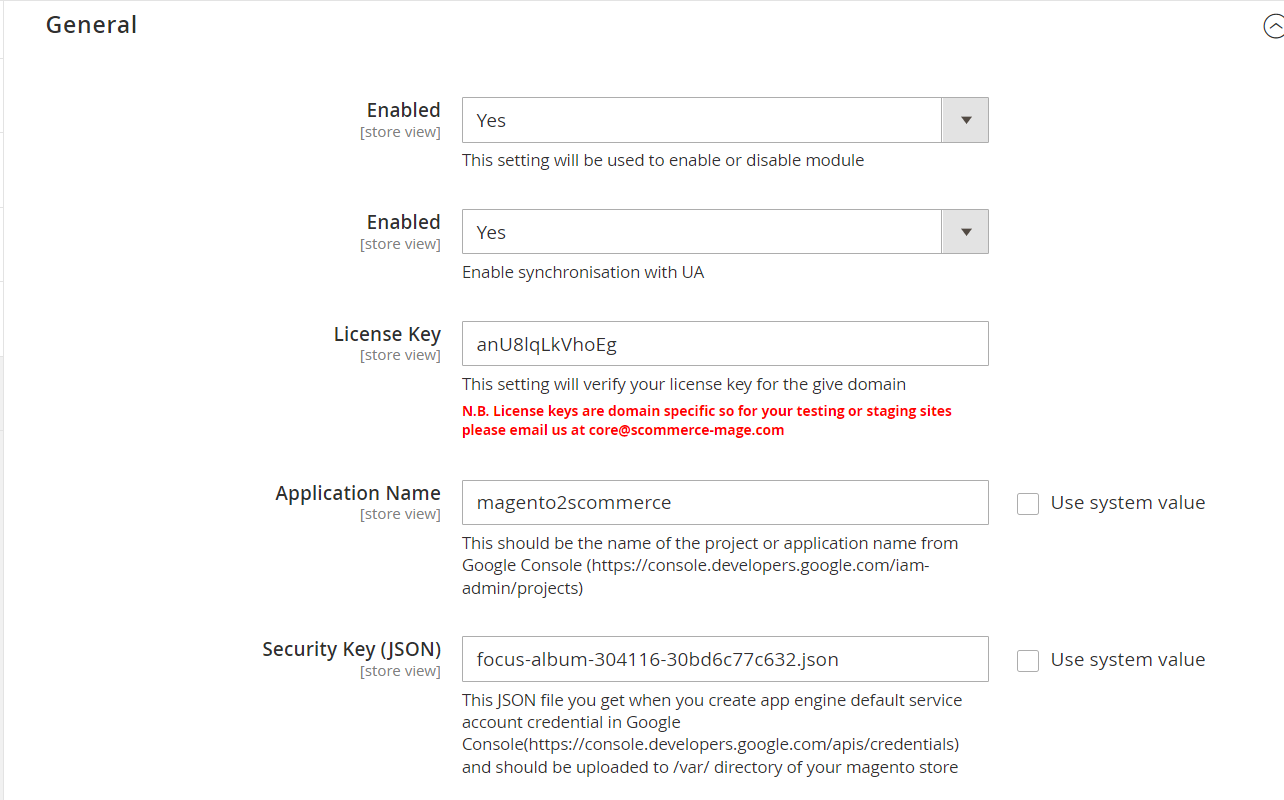 General
Enabled
[store view]
Yes
This setting will be used to enable or disable module
Enabled
[store view]
Yes
Enable synchronisation with UA
License Key
[store view]
anU8lqLkVhoEg
This setting will verify your license key for the give domain
N.B. License keys are domain specific so for your testing or staging sites
please email us at core@scommerce-mage.com
Application Name
[store view]
magento2scommerce
Use system value
This should be the name of the project or application name from
Google Console (https://console.developers.google.com/iam-
admin/projects)
Security Key (JSON)
[store view]
focus-album-304116-30bd6c77c632.json
Use system value
This JSON file you get when you create app engine default service
account credential in Google
Console(https://console.developers.google.com/apis/credentials)
and should be uploaded to /var/ directory of your magento store